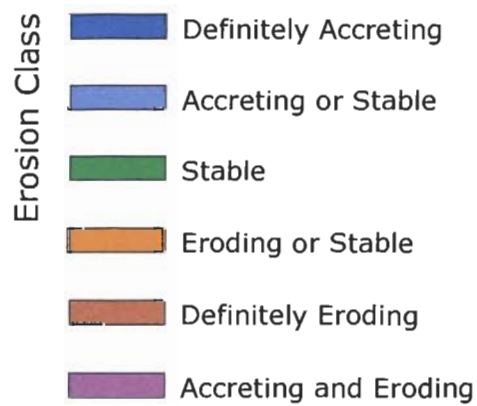 Erosion Class
Definitely Accreting
Accreting or Stable
Stable
Eroding or Stable
Definitely Eroding
Accreting and Eroding